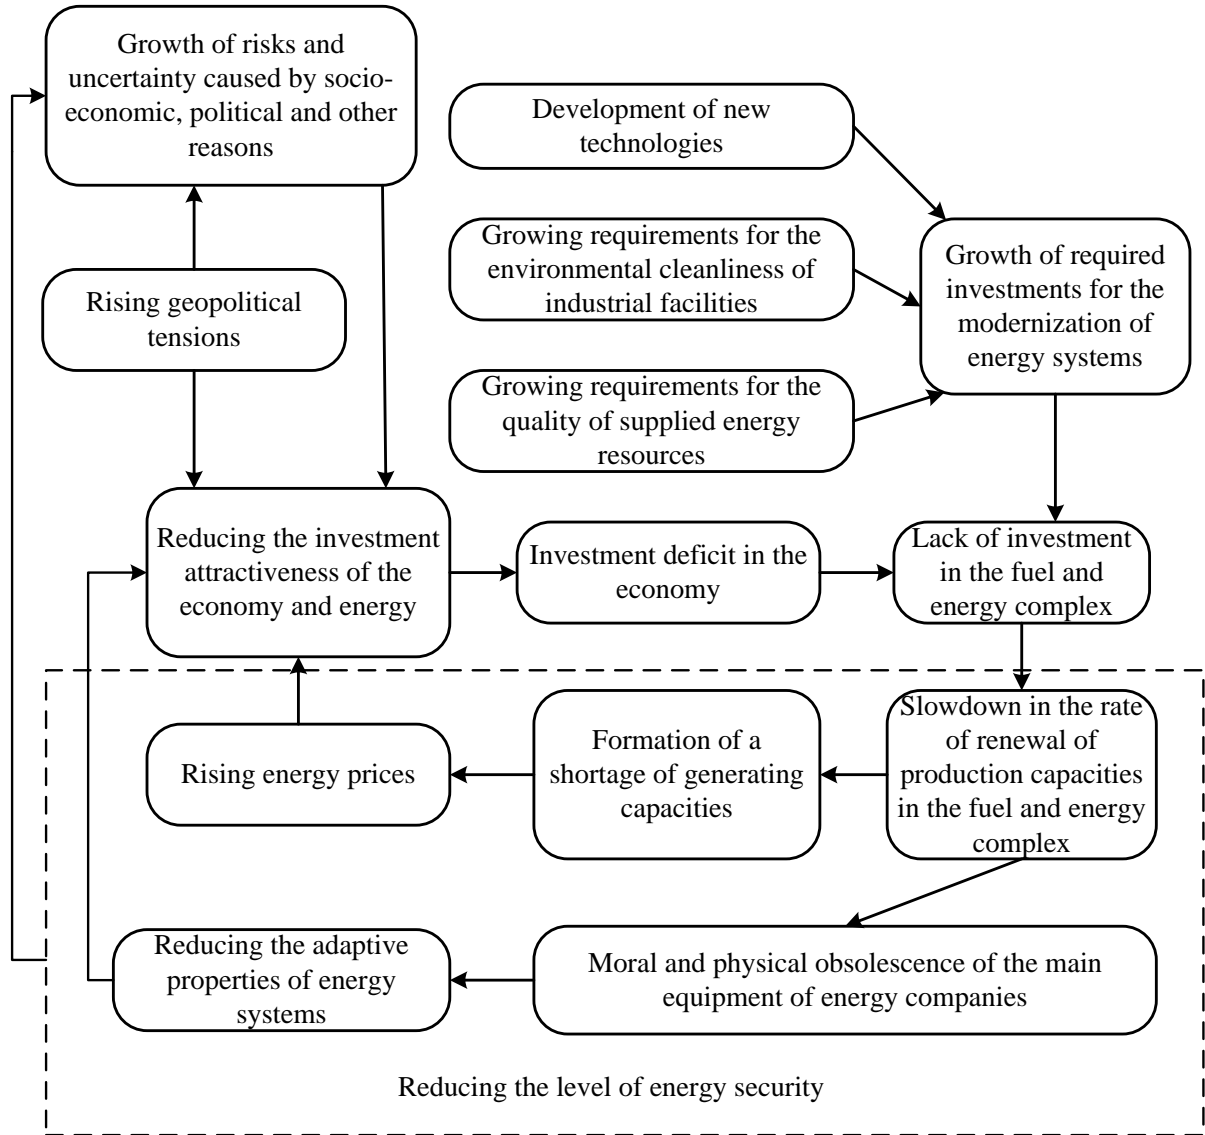 Growth of risks and
uncertainty caused by socio-
economic, political and other
reasons
Development of new
technologies
Growing requirements for the
environmental cleanliness of
industrial facilities
Growth of required
investments for the
modernization of
energy systems
Rising geopolitical
tensions
Growing requirements for the
quality of supplied energy
resources
Reducing the investment
attractiveness of the
economy and energy
Investment deficit in the
economy
Lack of investment
in the fuel and
energy complex
Rising energy prices
Formation of a
shortage of generating
capacities
Slowdown in the rate
of renewal of
production capacities
in the fuel and energy
complex
Reducing the adaptive
properties of energy
systems
Moral and physical obsolescence of the main
equipment of energy companies
Reducing the level of energy security